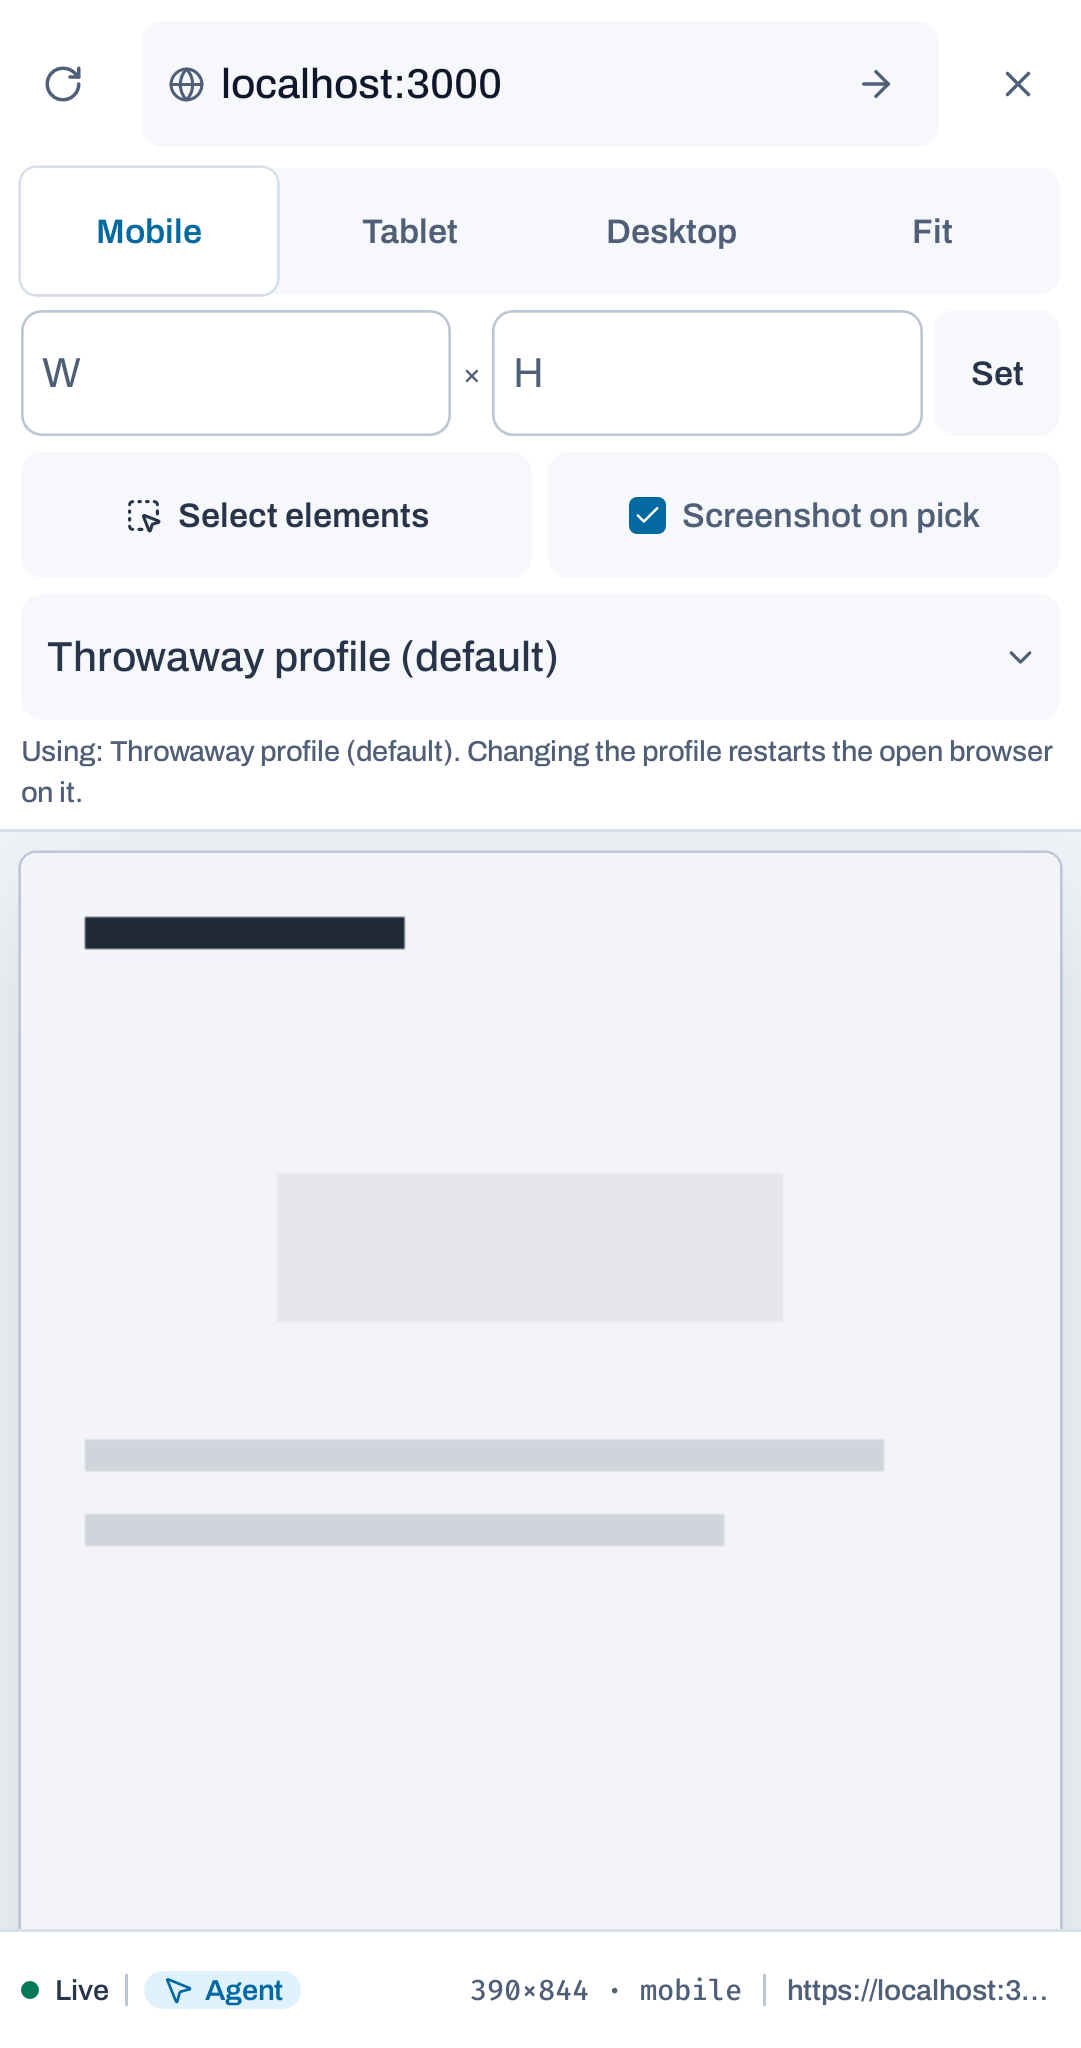 localhost:3000
Mobile Tablet Desktop Fit
W × H Set
Select elements Screenshot on pick
Throwaway profile (default)
Using: Throwaway profile (default). Changing the profile restarts the open browser
on it.
Live Agent 390×844 • mobile https://localhost:3...